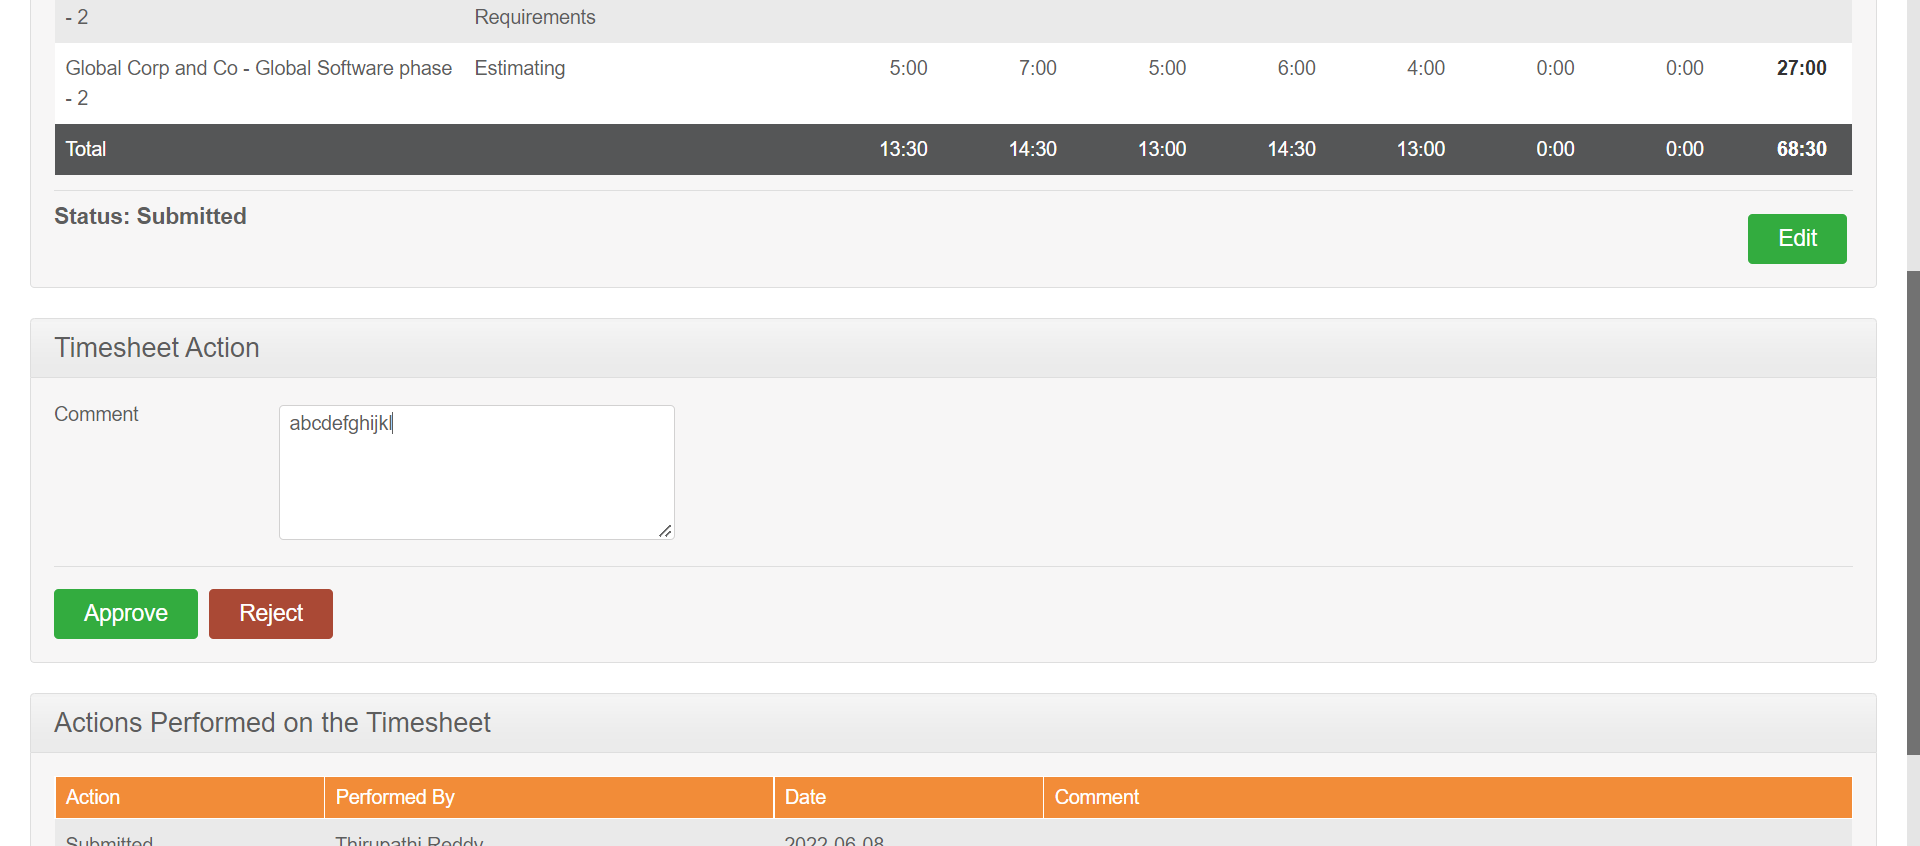 - 2 Requirements
Global Corp and Co - Global Software phase Estimating 5:00 7:00 5:00 6:00 4:00 0:00 0:00 27:00
- 2
Total 13:30 14:30 13:00 14:30 13:00 0:00 0:00 68:30
Status: Submitted
Edit
Timesheet Action
Comment abcdefghijkl
Approve Reject
Actions Performed on the Timesheet
Action Performed By Date Comment
Submitted Thirupathi Reddy 2022-06-08